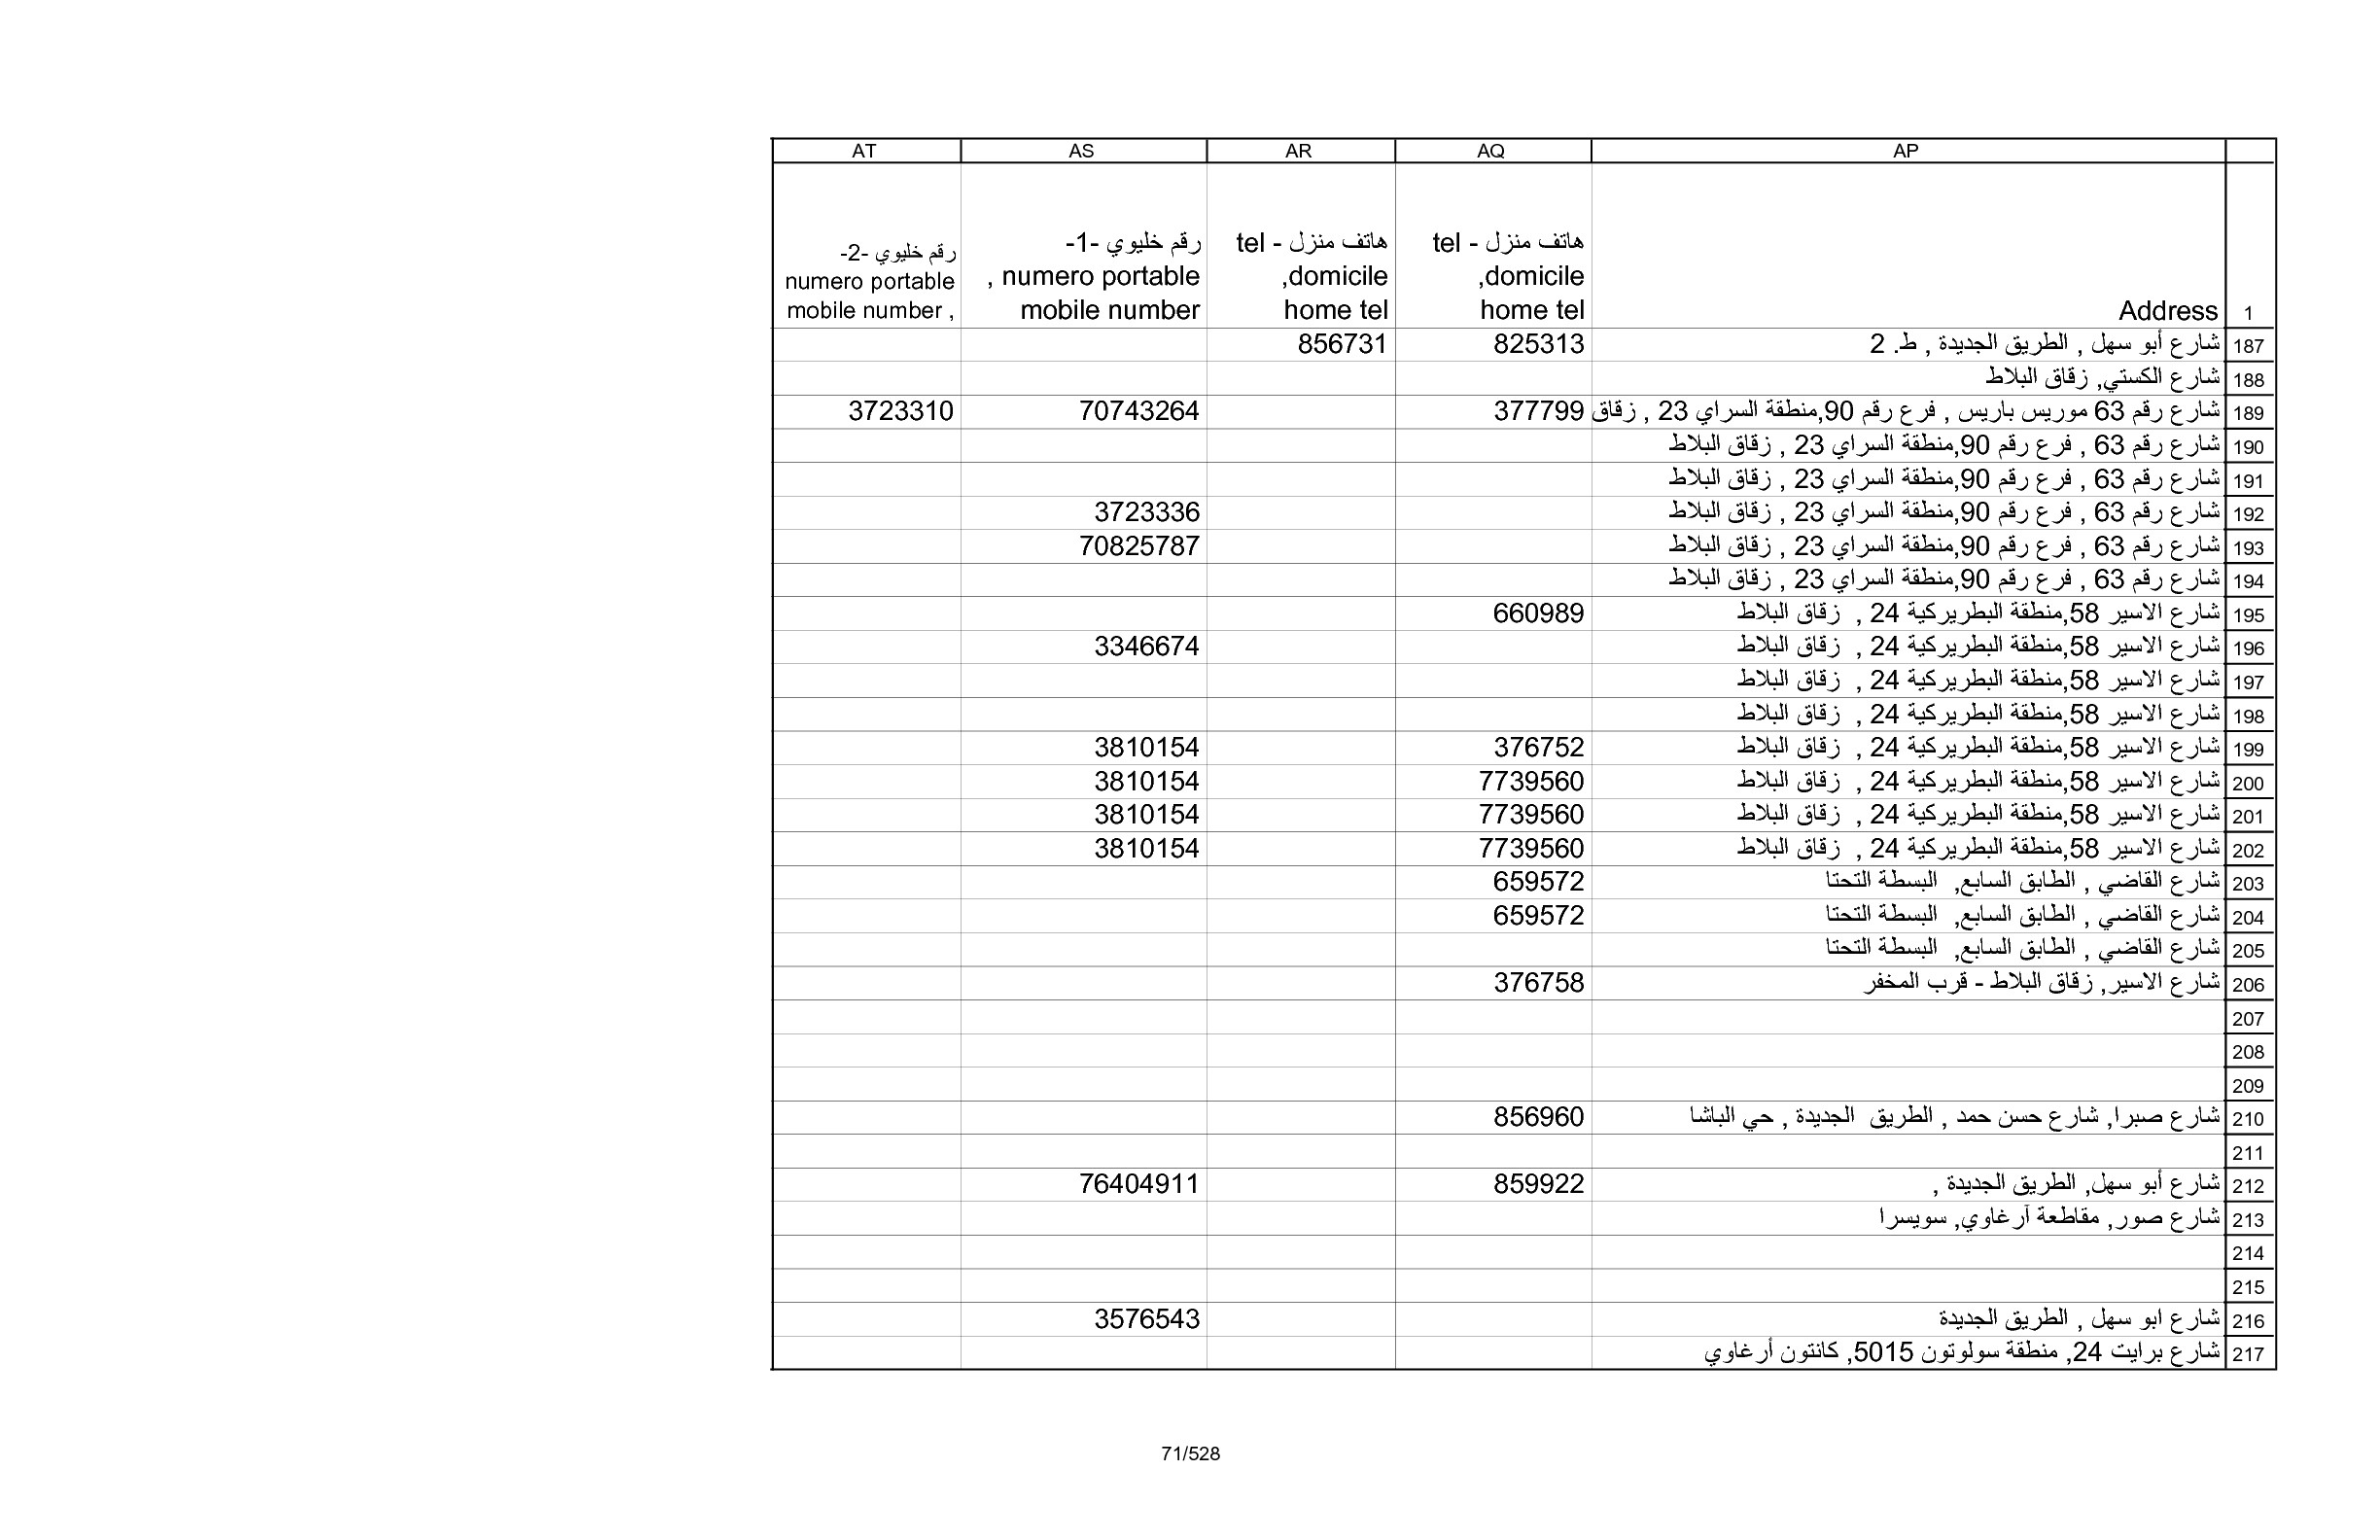 AP AQ AR AS AT
1 Address هاتف منزل - tel domicile, home tel هاتف منزل - tel domicile, home tel رقم خليوي -1- numero portable , mobile number رقم خليوي -2- numero portable mobile number ,
187 شارع أبو سهل , الطريق الجديدة , ط. 2 825313 856731
188 شارع الكستي, زقاق البلاط
189 شارع رقم 63 موريس باريس , فرع رقم 90,منطقة السراي 23 , زقاق 377799 70743264 3723310
190 شارع رقم 63 , فرع رقم 90,منطقة السراي 23 , زقاق البلاط
191 شارع رقم 63 , فرع رقم 90,منطقة السراي 23 , زقاق البلاط
192 شارع رقم 63 , فرع رقم 90,منطقة السراي 23 , زقاق البلاط 3723336
193 شارع رقم 63 , فرع رقم 90,منطقة السراي 23 , زقاق البلاط 70825787
194 شارع رقم 63 , فرع رقم 90,منطقة السراي 23 , زقاق البلاط
195 شارع الاسير 58,منطقة البطريركية 24 , زقاق البلاط 660989
196 شارع الاسير 58,منطقة البطريركية 24 , زقاق البلاط 3346674
197 شارع الاسير 58,منطقة البطريركية 24 , زقاق البلاط
198 شارع الاسير 58,منطقة البطريركية 24 , زقاق البلاط
199 شارع الاسير 58,منطقة البطريركية 24 , زقاق البلاط 376752 3810154
200 شارع الاسير 58,منطقة البطريركية 24 , زقاق البلاط 7739560 3810154
201 شارع الاسير 58,منطقة البطريركية 24 , زقاق البلاط 7739560 3810154
202 شارع الاسير 58,منطقة البطريركية 24 , زقاق البلاط 7739560 3810154
203 شارع القاضي , الطابق السابع, البسطة التحتا 659572
204 شارع القاضي , الطابق السابع, البسطة التحتا 659572
205 شارع القاضي , الطابق السابع, البسطة التحتا
206 شارع الاسير, زقاق البلاط - قرب المخفر 376758
207
208
209
210 شارع صبرا, شارع حسن حمد , الطريق الجديدة , حي الباشا 856960
211
212 شارع أبو سهل, الطريق الجديدة , 859922 76404911
213 شارع صور, مقاطعة آرغاوي, سويسرا
214
215
216 شارع ابو سهل , الطريق الجديدة 3576543
217 شارع برايت 24, منطقة سولوتون 5015, كانتون أرغاوي
71/528